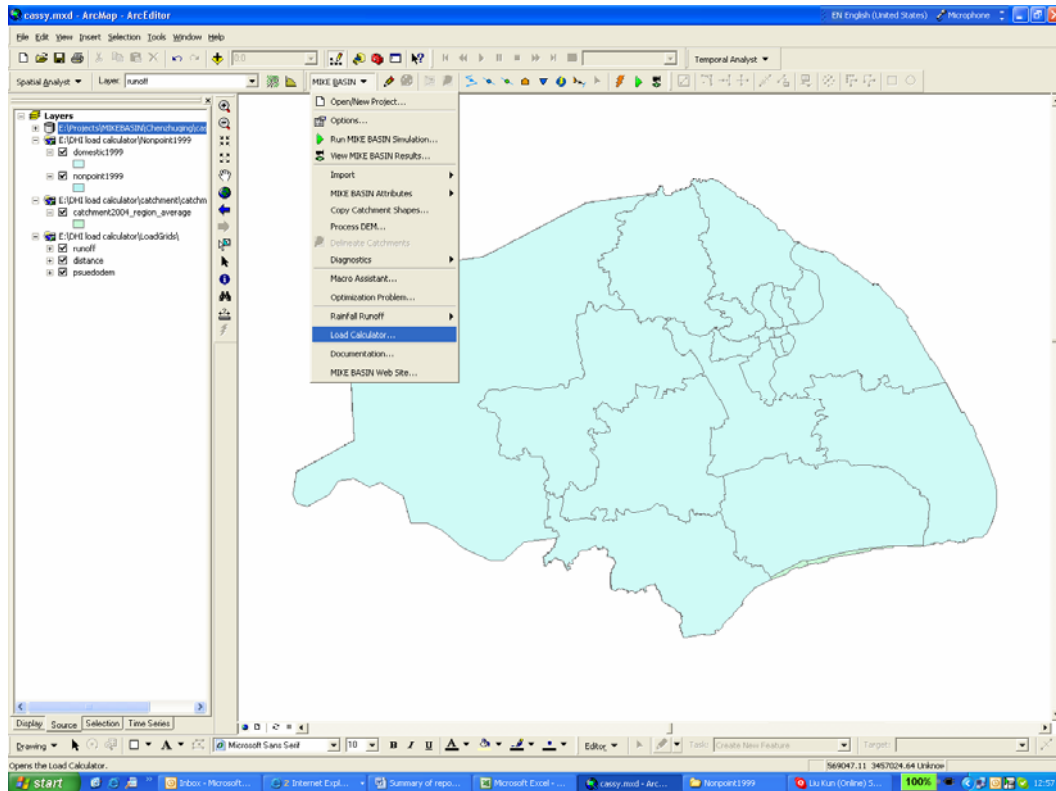 cassy.mxd - ArcMap - ArcEditor
EN English (United States) Microphone
File Edit View Insert Selection Tools Window Help
0.0
Temporal Analyst
Spatial Analyst Layer: runoff
MIKE BASIN
Layers
E:\Projects\MIKEBASIN\Chenzhuqing\cas
E:\DHI load calculator\Nonpoint1999
domestic1999
nonpoint1999
E:\DHI load calculator\catchment\catchm
catchment2004_region_average
E:\DHI load calculator\LoadGrids\
runoff
distance
psuedodem
Open/New Project...
Options...
Run MIKE BASIN Simulation...
View MIKE BASIN Results...
Import
MIKE BASIN Attributes
Copy Catchment Shapes...
Process DEM...
Delineate Catchments
Diagnostics
Macro Assistant...
Optimization Problem...
Rainfall Runoff
Load Calculator...
Documentation...
MIKE BASIN Web Site...
Display Source Selection Time Series
Drawing A Microsoft Sans Serif 10 B I U A Editor Task: Create New Feature Target:
Opens the Load Calculator.
569047.11 3457024.64 Unknow
start Inbox - Microsoft... 2 Internet Expl... Summary of repo... Microsoft Excel - ... cassy.mxd - Arc... Nonpoint1999 Liu Kun (Online) S... 100% 12:57